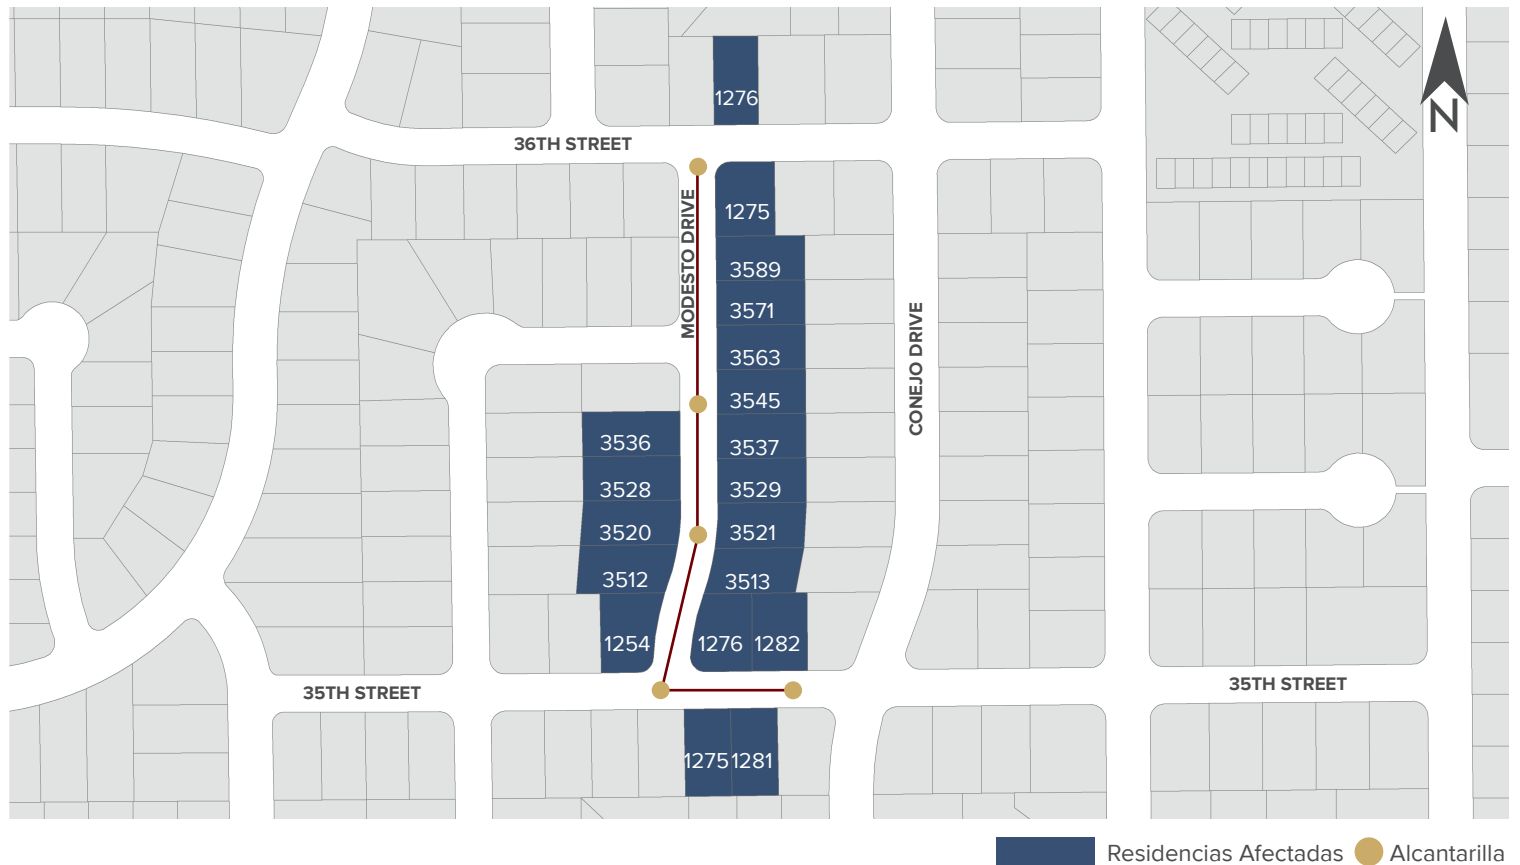 1276
N
36TH STREET
MODESTO DRIVE
1275
3589
3571
CONEJO DRIVE
3563
3545
3536
3537
3528
3529
3520
3521
3512
3513
1254
1276
1282
35TH STREET
35TH STREET
1275
1281
Residencias Afectadas
Alcantarilla